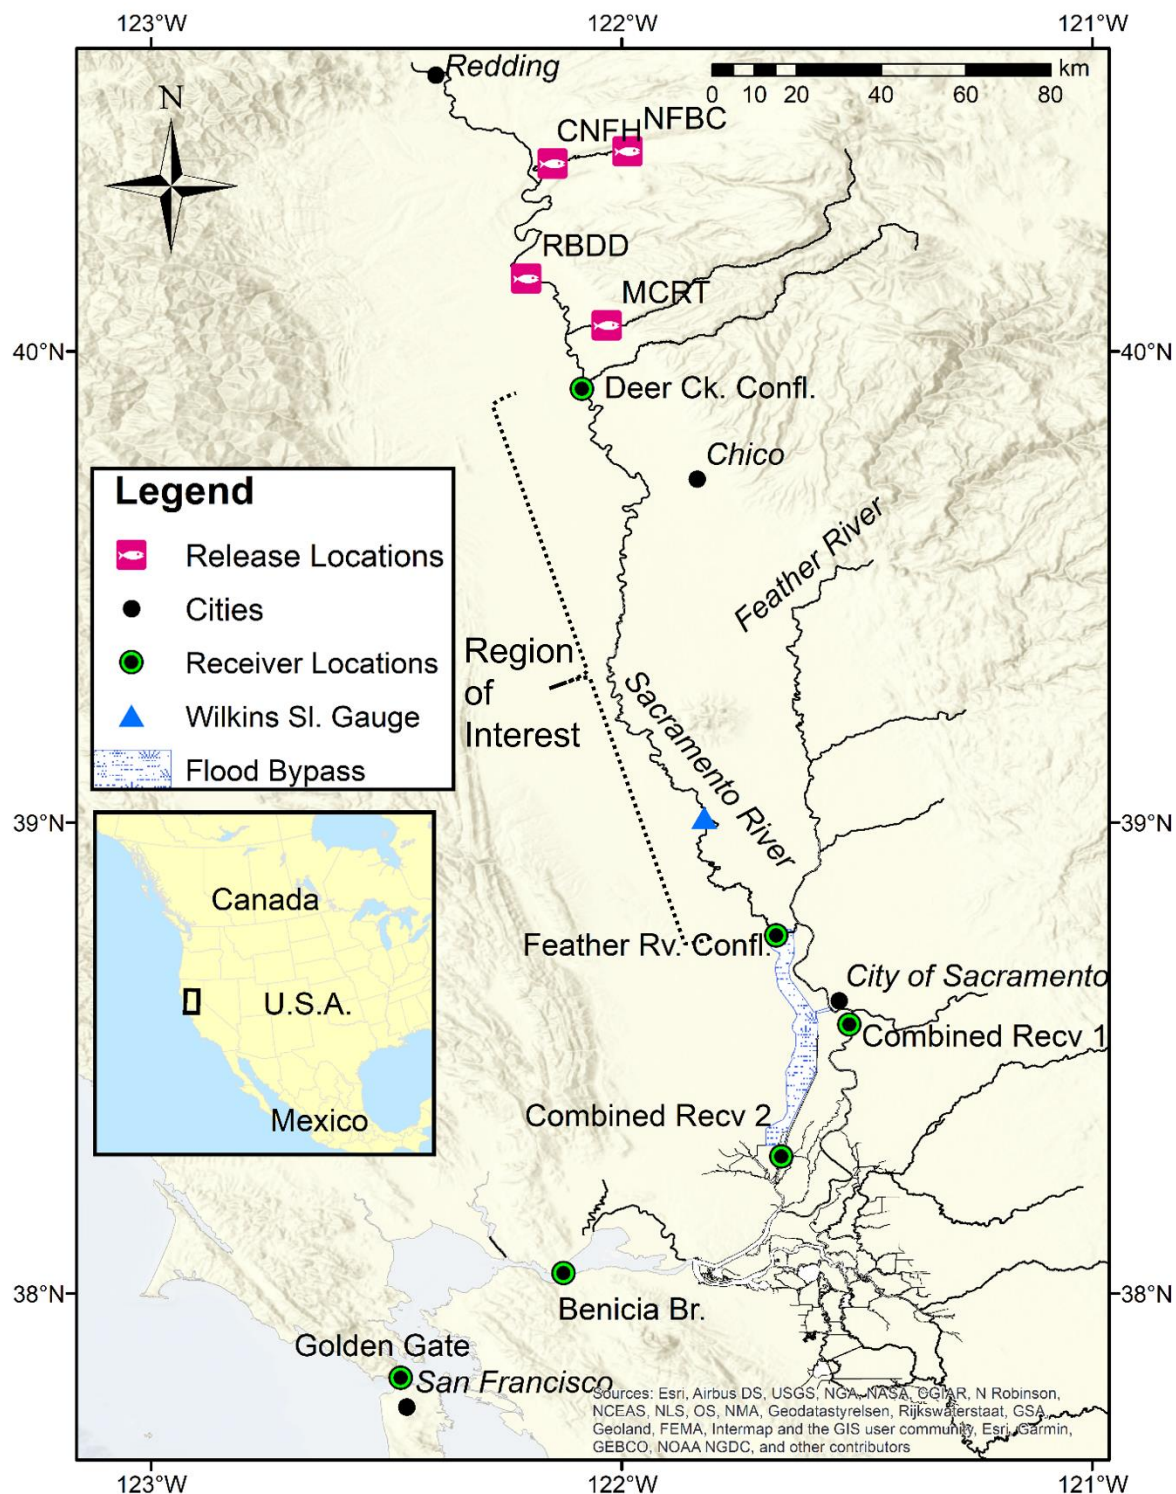 123°W
122°W
121°W
Redding
km
0 10 20 40 60 80
N
CNFH
NFBC
RBDD
MCRT
40°N
40°N
Deer Ck. Confl.
Chico
Legend
Release Locations
Cities
Receiver Locations
Wilkins Sl. Gauge
Flood Bypass
Feather River
Region
of
Interest
Sacramento River
39°N
39°N
Canada
U.S.A.
Mexico
Feather Rv. Confl.
City of Sacramento
Combined Recv 1
Combined Recv 2
38°N
38°N
Benicia Br.
Golden Gate
San Francisco
Sources: Esri, Airbus DS, USGS, NGA, NASA, CGIAR, N Robinson,
NCEAS, NLS, OS, NMA, Geodatastyrelsen, Rijkswaterstaat, GSA,
Geoland, FEMA, Intermap and the GIS user community, Esri, Garmin,
GEBCO, NOAA NGDC, and other contributors
123°W
122°W
121°W